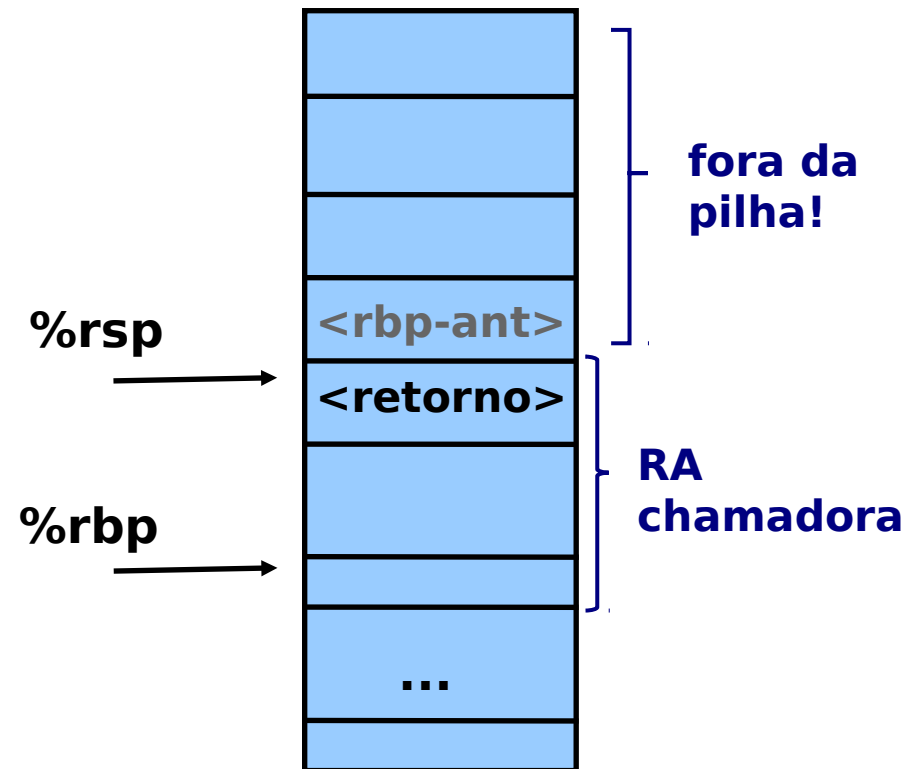 fora da
pilha!
<rbp-ant>
%rsp
<retorno>
RA
chamadora
%rbp
...